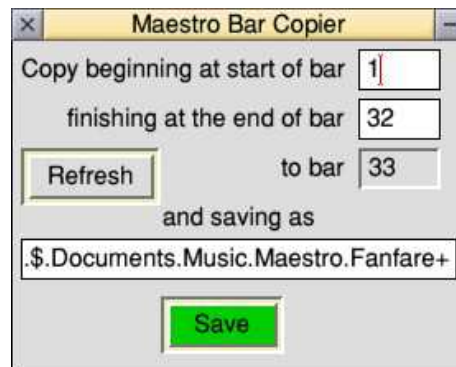 Maestro Bar Copier
Copy beginning at start of bar 1
finishing at the end of bar 32
Refresh to bar 33
and saving as
.$.Documents.Music.Maestro.Fanfare+
Save